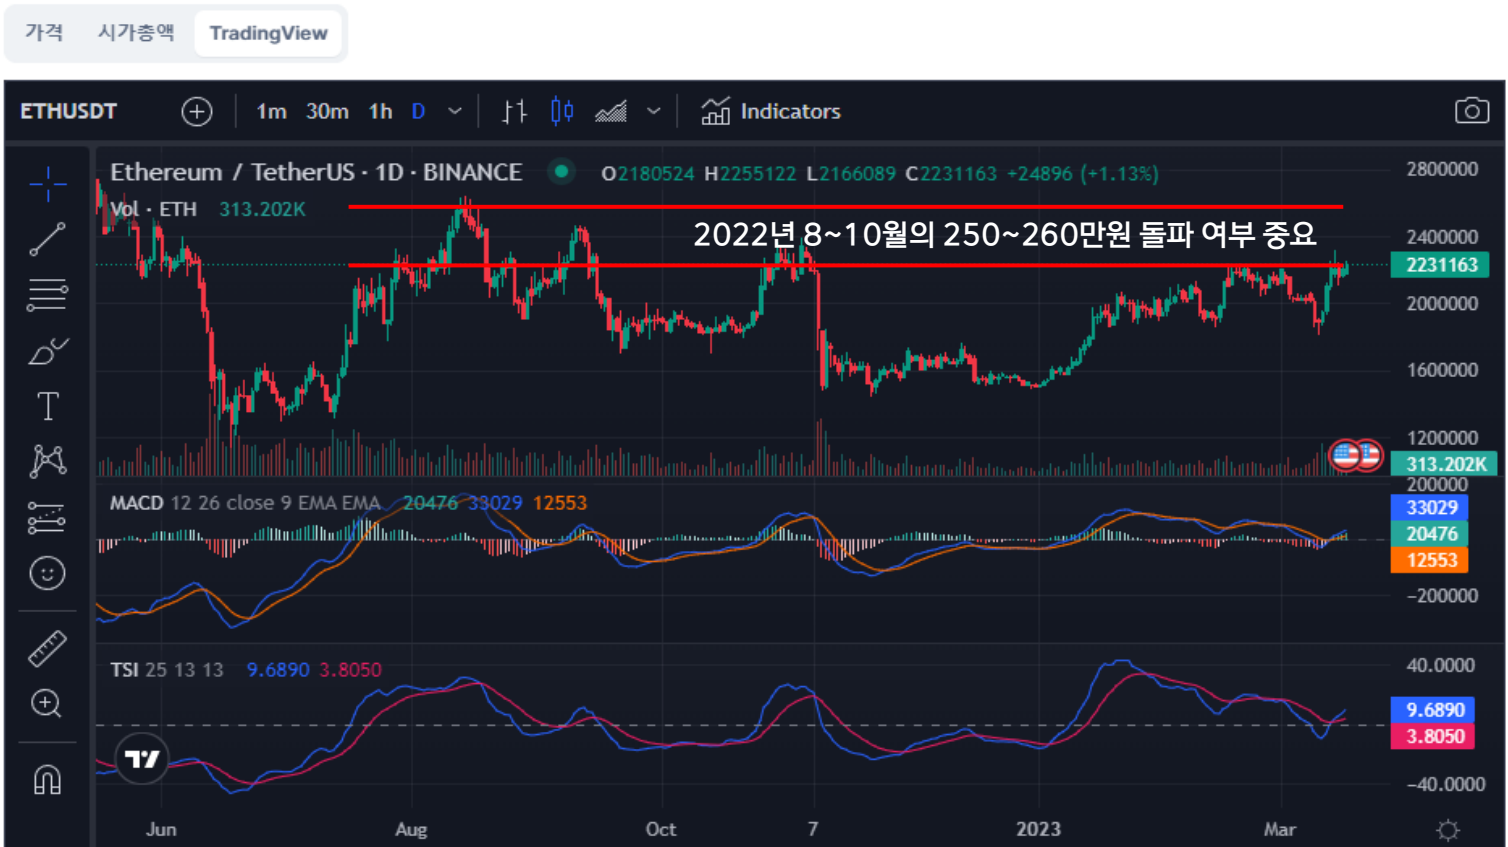 가격 시가총액 TradingView
ETHUSDT 1m 30m 1h D Indicators
Ethereum / TetherUS · 1D · BINANCE O2180524 H2255122 L2166089 C2231163 +24896 (+1.13%)
Vol · ETH 313.202K
2022년 8~10월의 250~260만원 돌파 여부 중요
2800000
2400000
2231163
2000000
1600000
1200000
313.202K
MACD 12 26 close 9 EMA EMA 20476 33029 12553
200000
33029
20476
12553
−200000
TSI 25 13 13 9.6890 3.8050
40.0000
9.6890
3.8050
−40.0000
Jun Aug Oct 7 2023 Mar